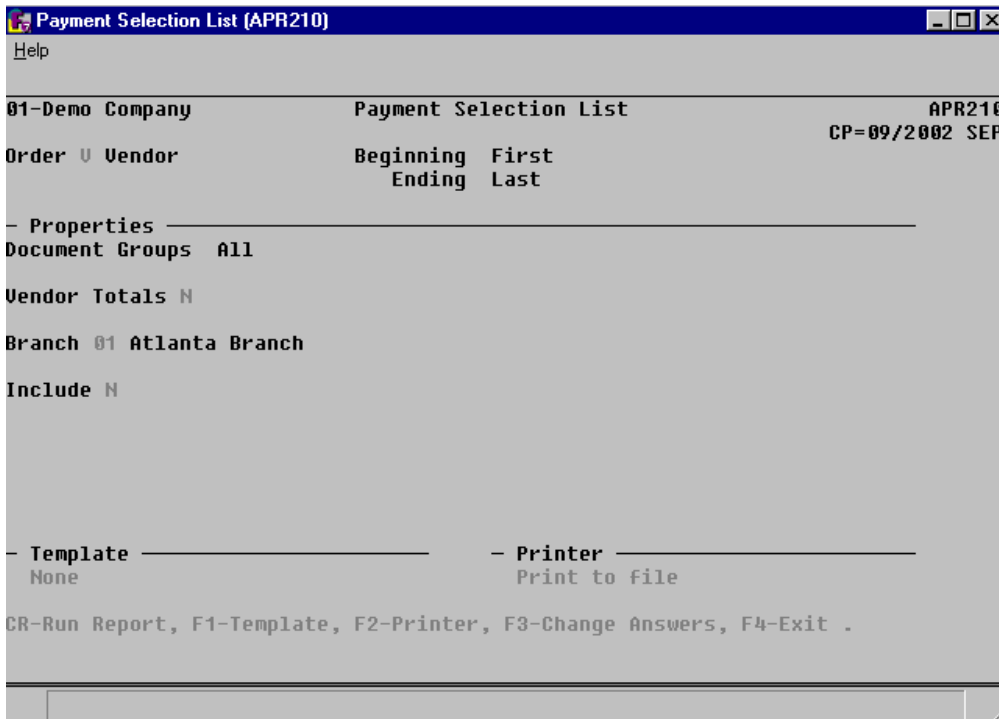 Payment Selection List (APR210)
Help
01-Demo Company Payment Selection List APR210
CP=09/2002 SEP
Order V Vendor Beginning First
Ending Last
Properties
Document Groups All
Vendor Totals N
Branch 01 Atlanta Branch
Include N
Template Printer
None Print to file
CR-Run Report, F1-Template, F2-Printer, F3-Change Answers, F4-Exit .